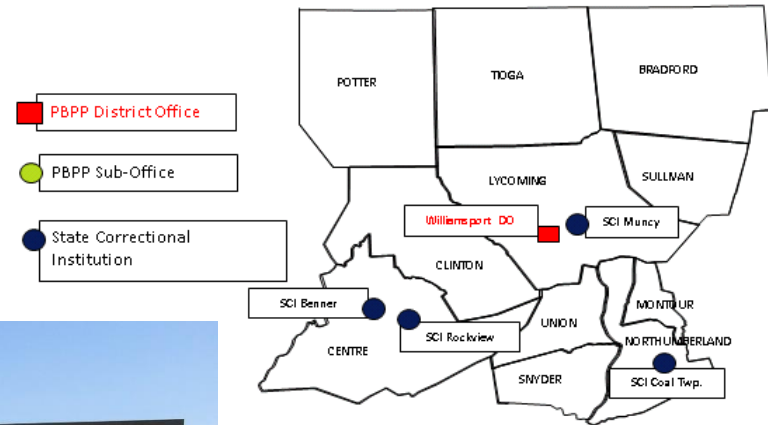 PBPP District Office
PBPP Sub-Office
State Correctional
Institution
POTTER
TIOGA
BRADFORD
LYCOMING
SULLIVAN
Williamsport DO
SCI Muncy
CLINTON
SCI Benner
SCI Rockview
CENTRE
UNION
MONTOUR
NORTHUMBERLAND
SNYDER
SCI Coal Twp.